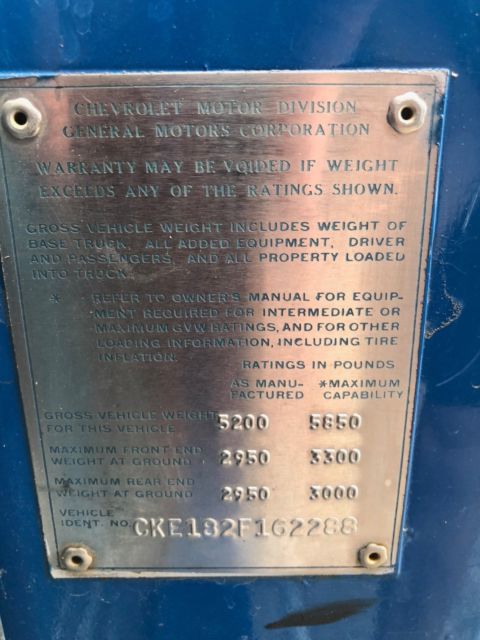 CHEVROLET MOTOR DIVISION
GENERAL MOTORS CORPORATION
WARRANTY MAY BE VOIDED IF WEIGHT
EXCEEDS ANY OF THE RATINGS SHOWN.
GROSS VEHICLE WEIGHT INCLUDES WEIGHT OF
BASE TRUCK, ALL ADDED EQUIPMENT, DRIVER
AND PASSENGERS, AND ALL PROPERTY LOADED
INTO TRUCK.
* REFER TO OWNER'S MANUAL FOR EQUIP-
MENT REQUIRED FOR INTERMEDIATE OR
MAXIMUM GVW RATINGS, AND FOR OTHER
LOADING INFORMATION, INCLUDING TIRE
INFLATION.
RATINGS IN POUNDS
AS MANU- *MAXIMUM
FACTURED CAPABILITY
GROSS VEHICLE WEIGHT
FOR THIS VEHICLE 5200 5850
MAXIMUM FRONT END
WEIGHT AT GROUND 2950 3300
MAXIMUM REAR END
WEIGHT AT GROUND 2950 3000
VEHICLE
IDENT. NO. CKE182F162288